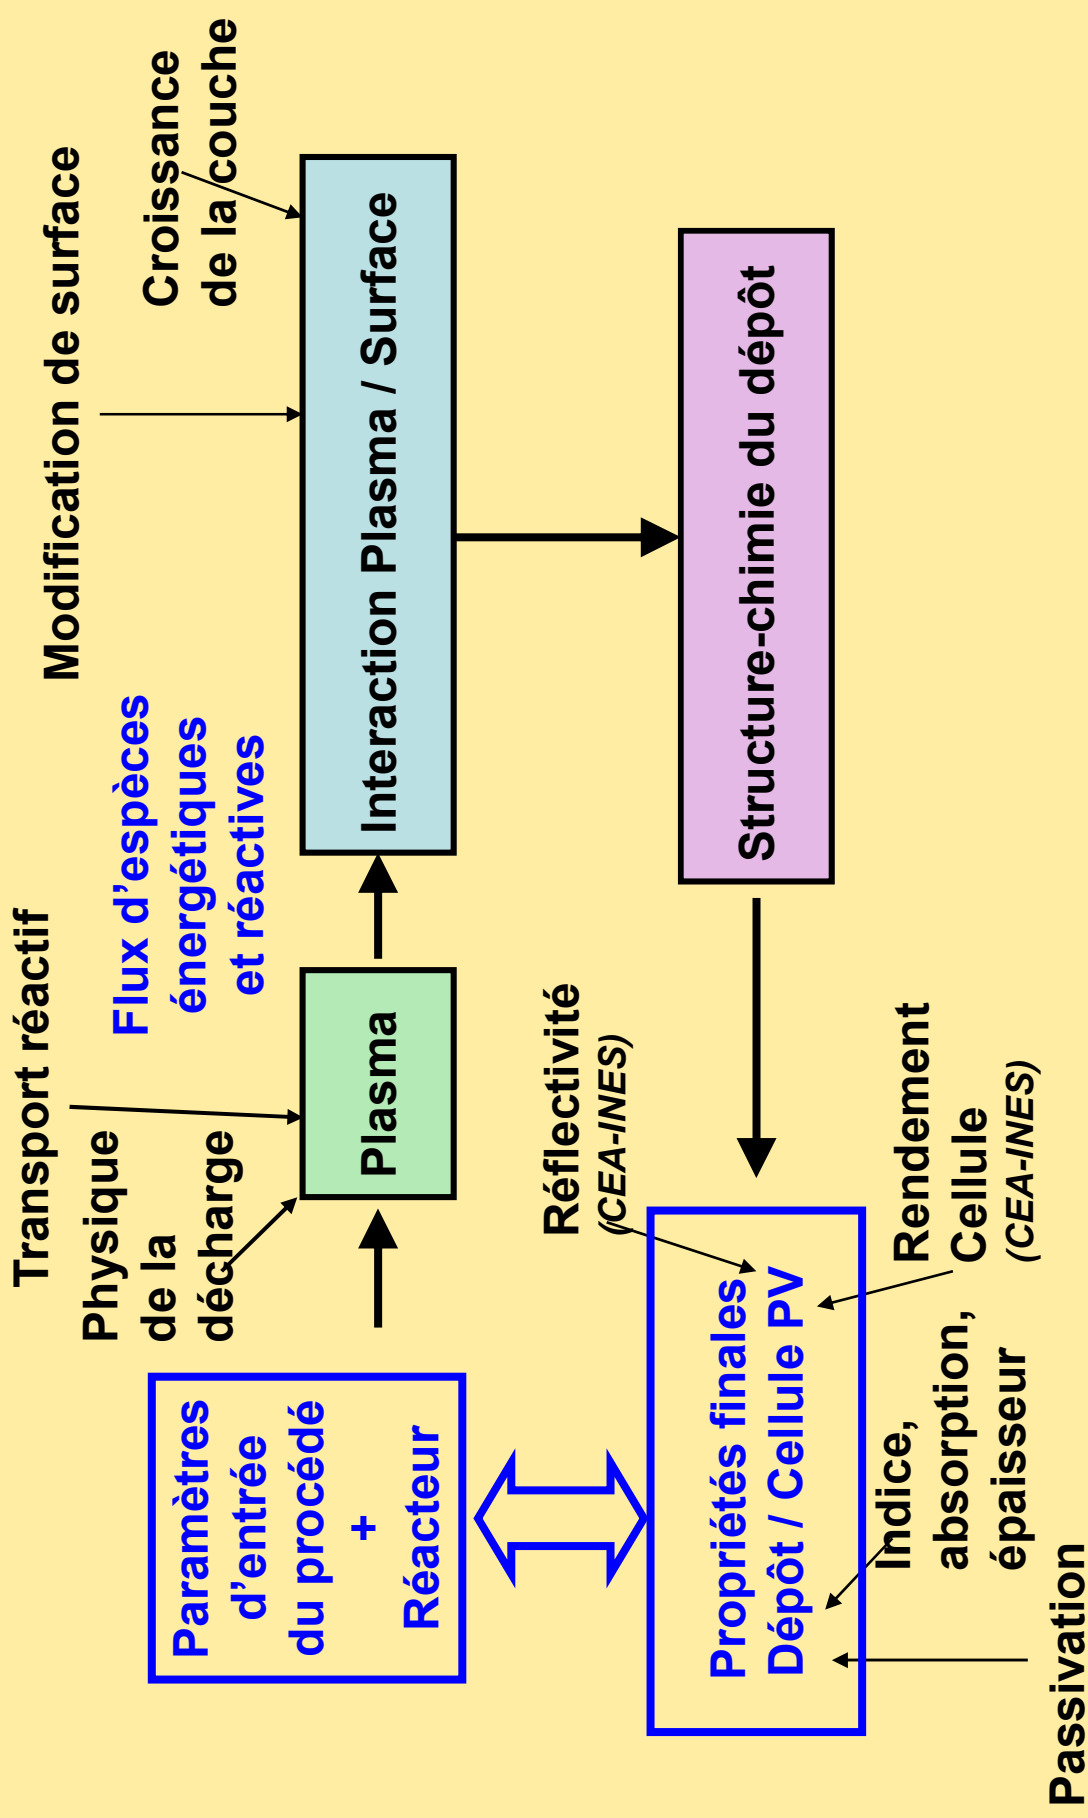 Transport réactif
Physique
de la
décharge
Flux d’espèces
énergétiques
et réactives
Modification de surface
Croissance
de la couche
Paramètres
d’entrée
du procédé
+
Réacteur
Plasma
Interaction Plasma / Surface
Réflectivité
(CEA-INES)
Structure-chimie du dépôt
Propriétés finales
Dépôt / Cellule PV
Rendement
Cellule
(CEA-INES)
Indice,
absorption,
épaisseur
Passivation